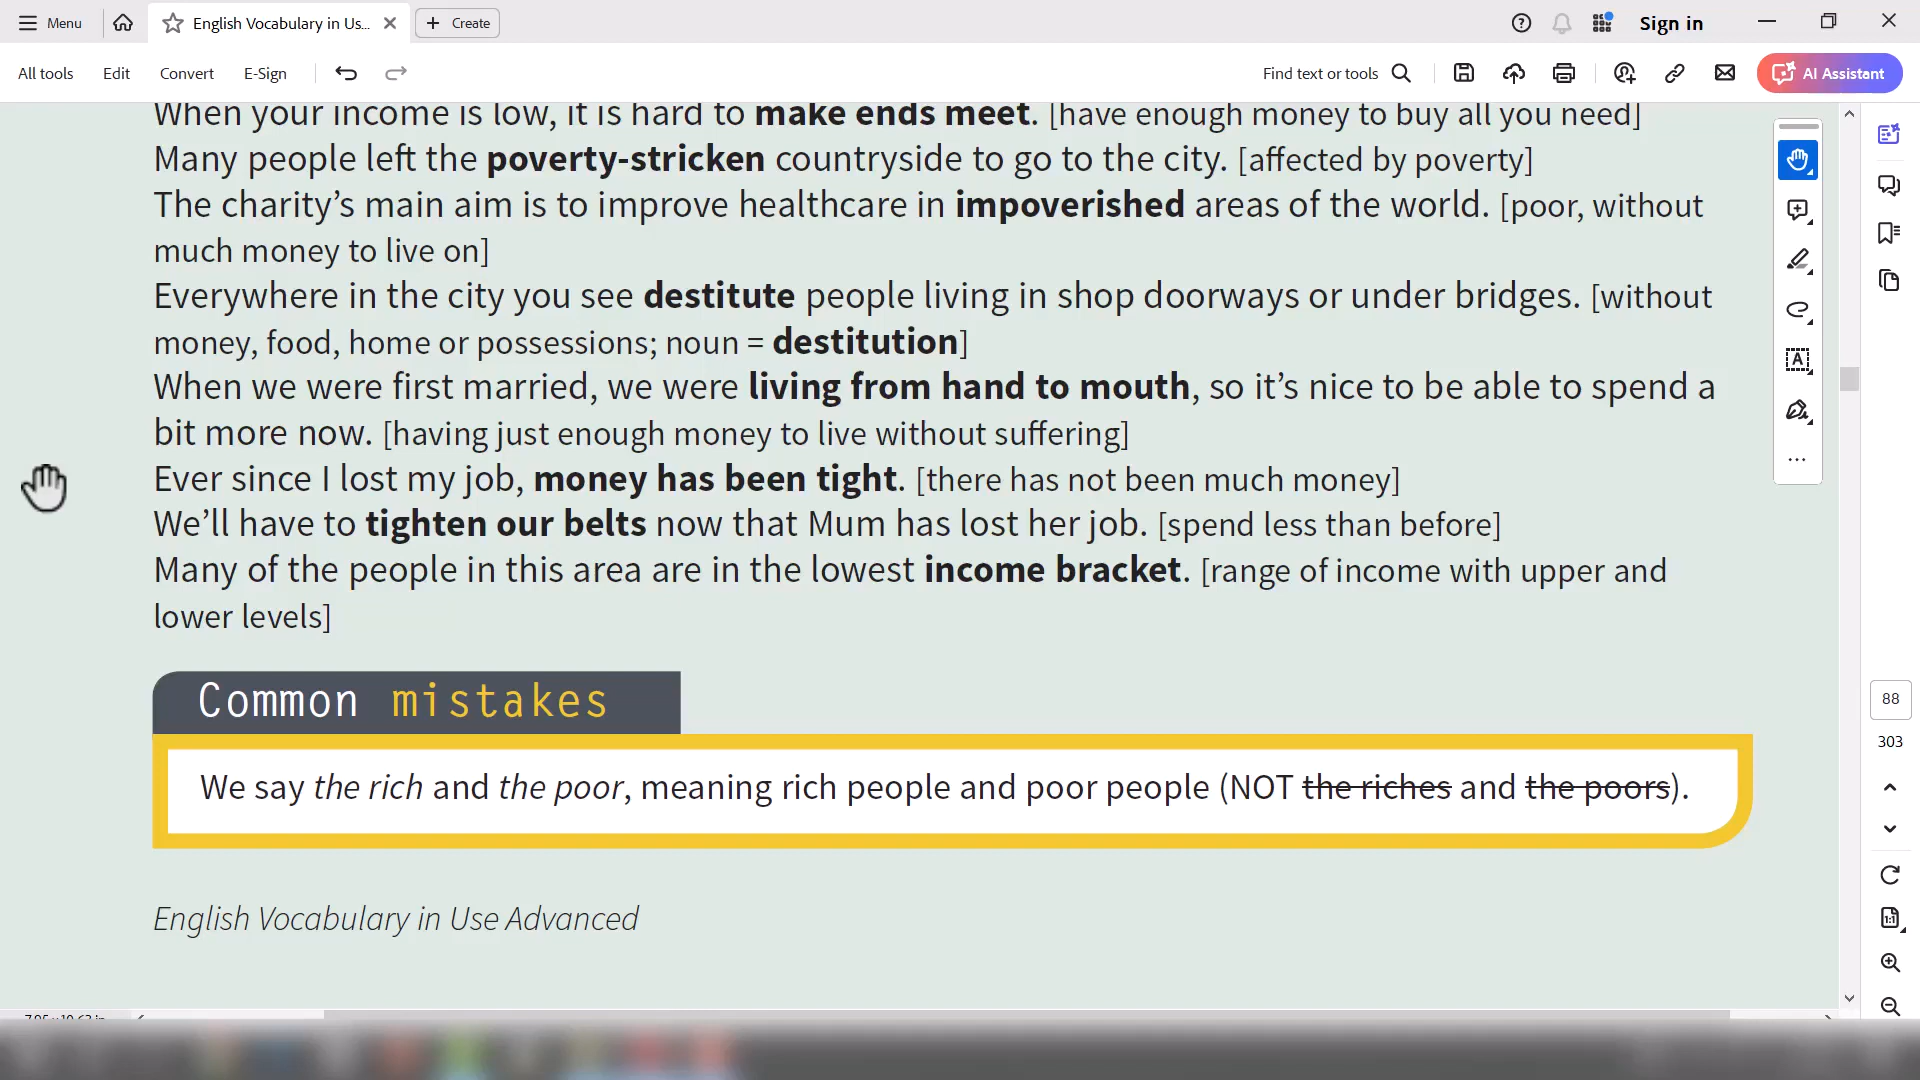 Menu English Vocabulary in Us... Create Sign in
All tools Edit Convert E-Sign Find text or tools AI Assistant
When your income is low, it is hard to make ends meet. [have enough money to buy all you need]
Many people left the poverty-stricken countryside to go to the city. [affected by poverty]
The charity’s main aim is to improve healthcare in impoverished areas of the world. [poor, without
much money to live on]
Everywhere in the city you see destitute people living in shop doorways or under bridges. [without
money, food, home or possessions; noun = destitution]
When we were first married, we were living from hand to mouth, so it’s nice to be able to spend a
bit more now. [having just enough money to live without suffering]
Ever since I lost my job, money has been tight. [there has not been much money]
We’ll have to tighten our belts now that Mum has lost her job. [spend less than before]
Many of the people in this area are in the lowest income bracket. [range of income with upper and
lower levels]
88
303
Common mistakes
We say the rich and the poor, meaning rich people and poor people (NOT the riches and the poors).
English Vocabulary in Use Advanced